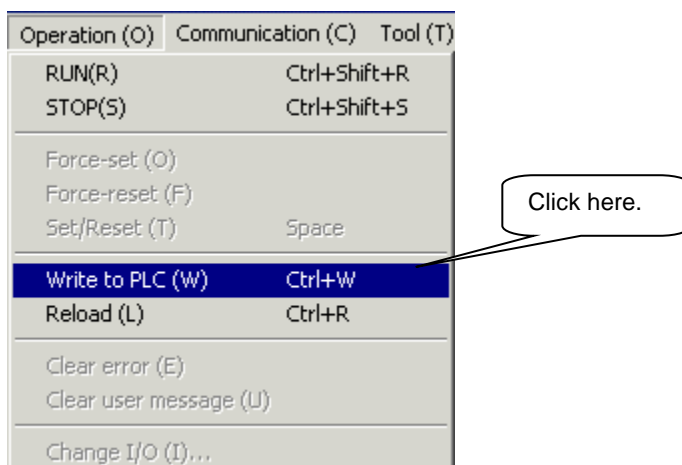 Operation (O) Communication (C) Tool (T)
RUN(R) Ctrl+Shift+R
STOP(S) Ctrl+Shift+S
Force-set (O)
Force-reset (F)
Set/Reset (T) Space
Click here.
Write to PLC (W) Ctrl+W
Reload (L) Ctrl+R
Clear error (E)
Clear user message (U)
Change I/O (I)...